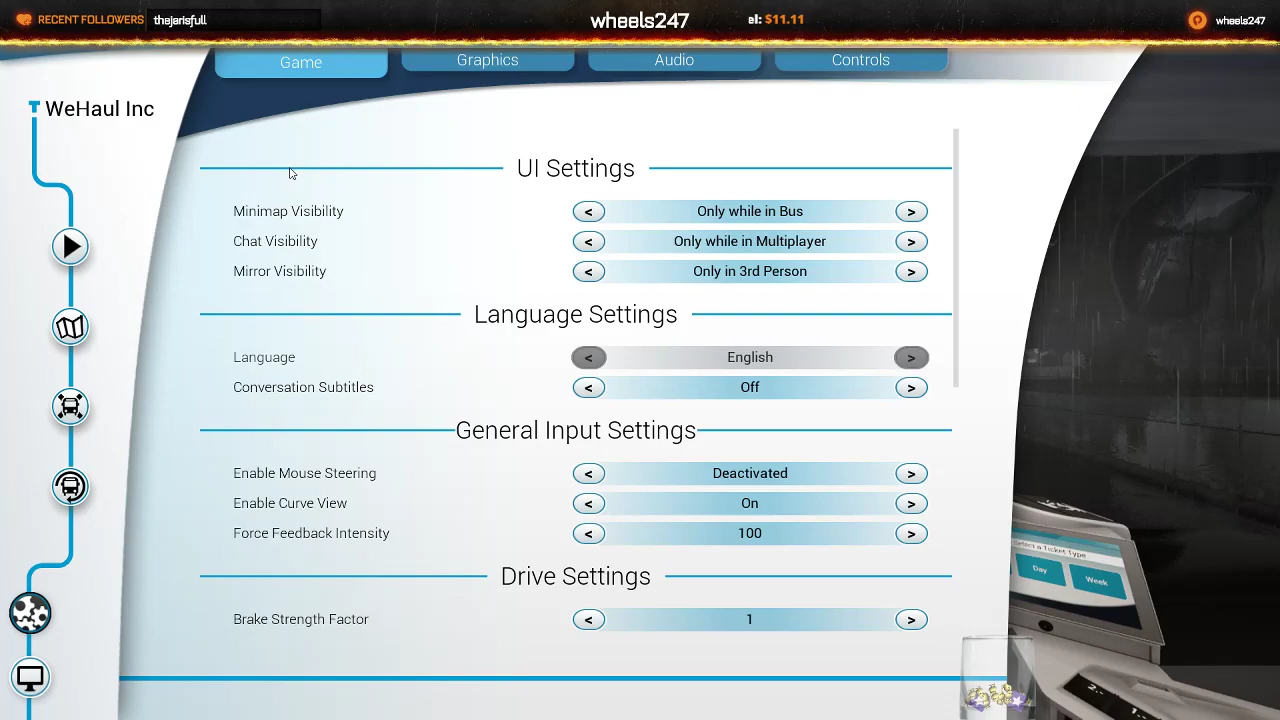 RECENT FOLLOWERS thejarisfull
wheels247
el: $11.11
wheels247
Game Graphics Audio Controls
WeHaul Inc
UI Settings
Minimap Visibility < Only while in Bus >
Chat Visibility < Only while in Multiplayer >
Mirror Visibility < Only in 3rd Person >
Language Settings
Language < English >
Conversation Subtitles < Off >
General Input Settings
Enable Mouse Steering < Deactivated >
Enable Curve View < On >
Force Feedback Intensity < 100 >
Drive Settings
Brake Strength Factor < 1 >
Select a Ticket Type
Day Week